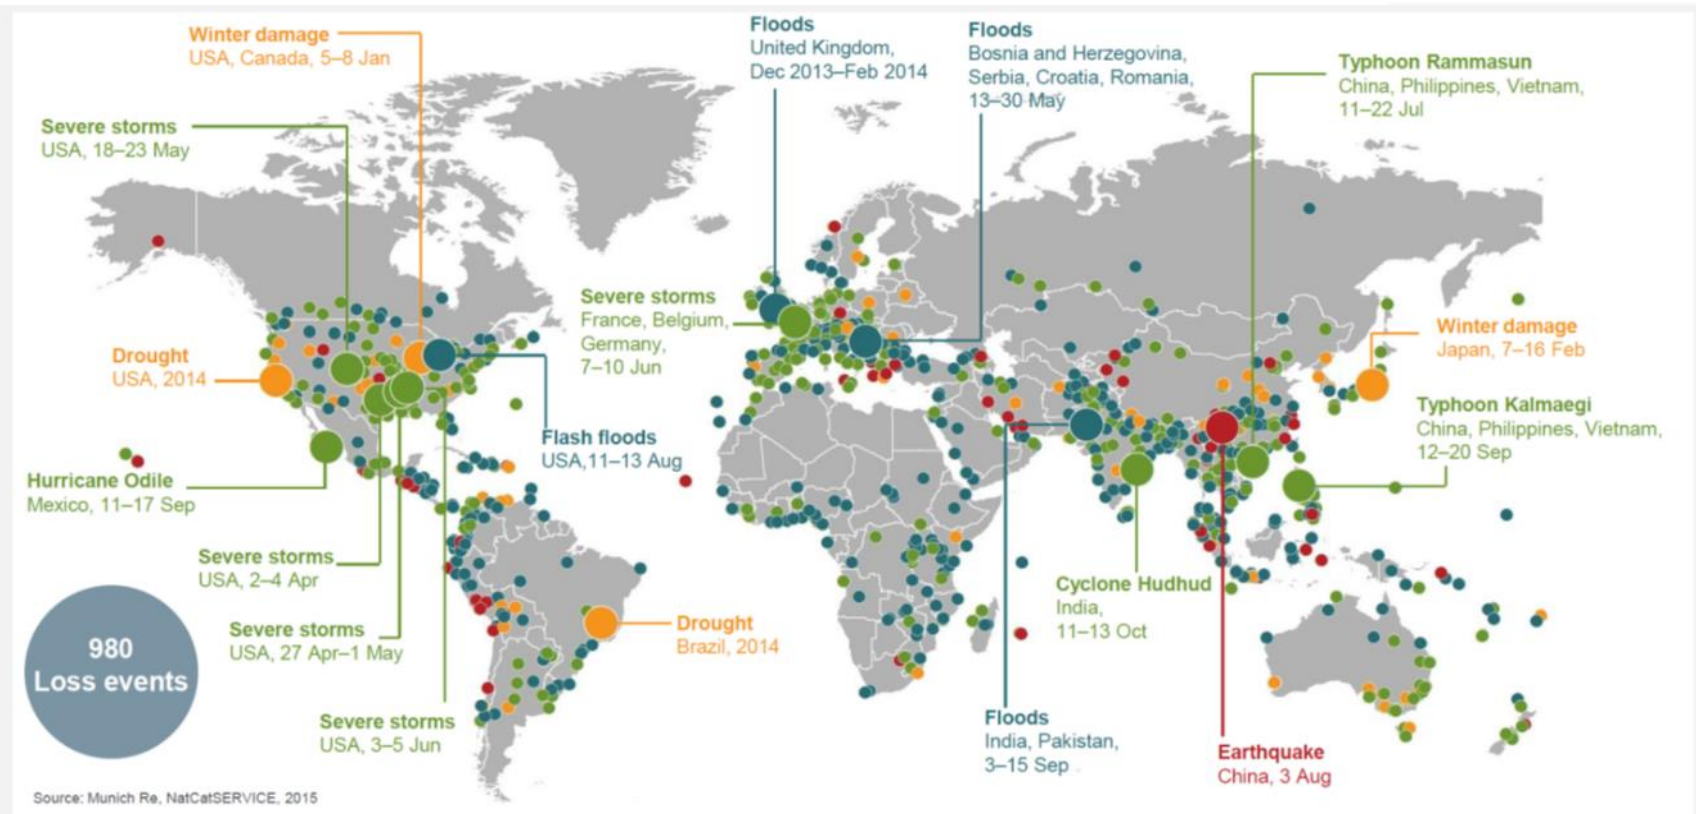 Winter damage
USA, Canada, 5–8 Jan
Floods
United Kingdom,
Dec 2013–Feb 2014
Floods
Bosnia and Herzegovina,
Serbia, Croatia, Romania,
13–30 May
Typhoon Rammasun
China, Philippines, Vietnam,
11–22 Jul
Severe storms
USA, 18–23 May
Severe storms
France, Belgium,
Germany,
7–10 Jun
Winter damage
Japan, 7–16 Feb
Drought
USA, 2014
Typhoon Kalmaegi
China, Philippines, Vietnam,
12–20 Sep
Flash floods
USA,11–13 Aug
Hurricane Odile
Mexico, 11–17 Sep
Severe storms
USA, 2–4 Apr
Cyclone Hudhud
India,
11–13 Oct
Severe storms
USA, 27 Apr–1 May
Drought
Brazil, 2014
980
Loss events
Severe storms
USA, 3–5 Jun
Floods
India, Pakistan,
3–15 Sep
Earthquake
China, 3 Aug
Source: Munich Re, NatCatSERVICE, 2015